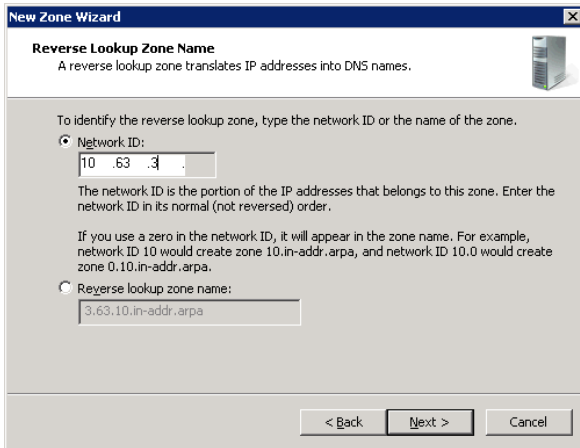 New Zone Wizard
Reverse Lookup Zone Name
A reverse lookup zone translates IP addresses into DNS names.
To identify the reverse lookup zone, type the network ID or the name of the zone.
Network ID:
10 .63 .3 .
The network ID is the portion of the IP addresses that belongs to this zone. Enter the
network ID in its normal (not reversed) order.
If you use a zero in the network ID, it will appear in the zone name. For example,
network ID 10 would create zone 10.in-addr.arpa, and network ID 10.0 would create
zone 0.10.in-addr.arpa.
Reverse lookup zone name:
3.63.10.in-addr.arpa
< Back Next > Cancel